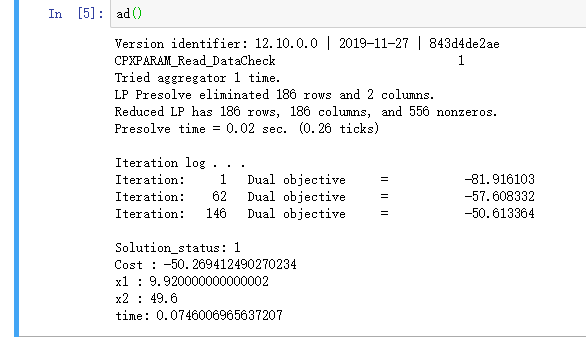 In [5]: ad()
Version identifier: 12.10.0.0 | 2019-11-27 | 843d4de2ae
CPXPARAM_Read_DataCheck 1
Tried aggregator 1 time.
LP Presolve eliminated 186 rows and 2 columns.
Reduced LP has 186 rows, 186 columns, and 556 nonzeros.
Presolve time = 0.02 sec. (0.26 ticks)
Iteration log . . .
Iteration: 1 Dual objective = -81.916103
Iteration: 62 Dual objective = -57.608332
Iteration: 146 Dual objective = -50.613364
Solution_status: 1
Cost : -50.269412490270234
x1 : 9.920000000000002
x2 : 49.6
time: 0.0746006965637207